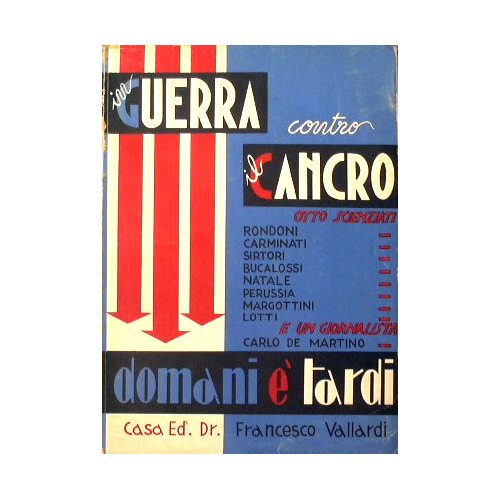 in GUERRA
contro
il CANCRO
OTTO SCIENZIATI
RONDONI
CARMINATI
SIRTORI
BUCALOSSI
NATALE
PERUSSIA
MARGOTTINI
LOTTI
E UN GIORNALISTA
CARLO DE MARTINO
domani è tardi
Casa Ed. Dr. Francesco Vallardi